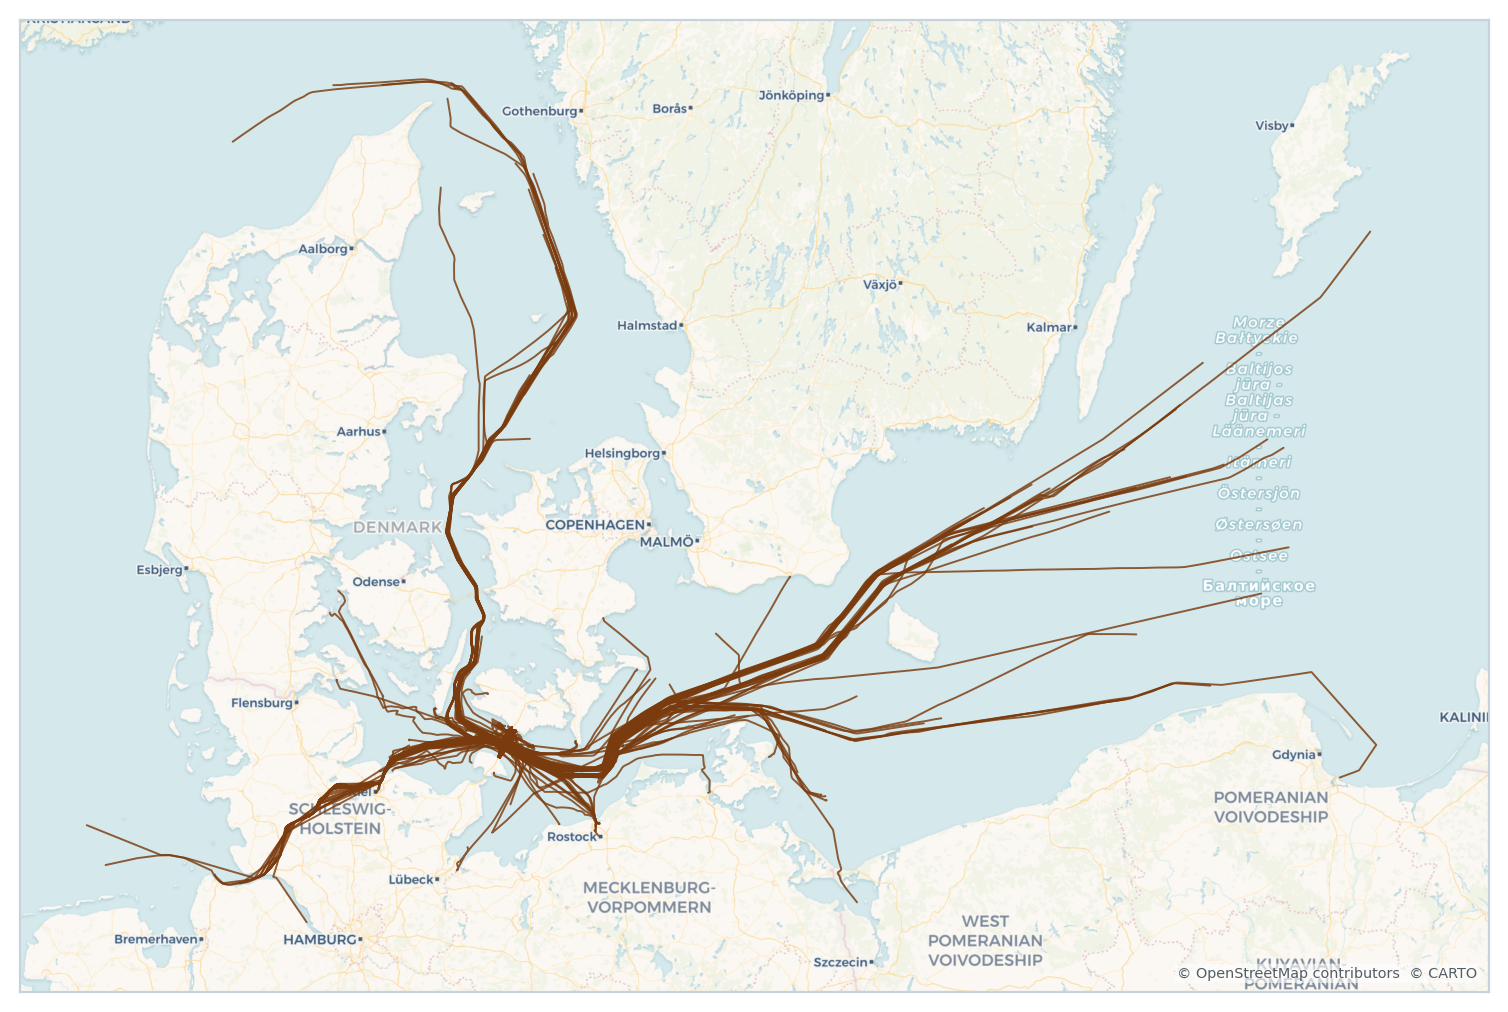 KRISTIANSAND
Gothenburg
Borås
Jönköping
Visby
Aalborg
Växjö
Halmstad
Kalmar
Morze
Bałtyckie
-
Baltijos
jūra -
Baltijas
jūra -
Läänemeri
-
Itämeri
-
Östersjön
-
Østersøen
-
Ostsee
-
Балтийское
море
Aarhus
Helsingborg
DENMARK
COPENHAGEN
MALMÖ
Esbjerg
Odense
Flensburg
Gdynia
SCHLESWIG-
HOLSTEIN
POMERANIAN
VOIVODESHIP
Rostock
Lübeck
MECKLENBURG-
VORPOMMERN
Bremerhaven
HAMBURG
WEST
POMERANIAN
VOIVODESHIP
Szczecin
KUYAVIAN-
POMERANIAN
© OpenStreetMap contributors © CARTO